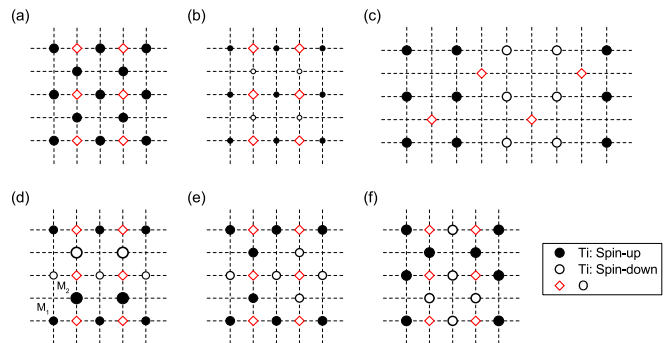 (a)
(b)
(c)
(d)
(e)
(f)
M2
M1
Ti: Spin-up
Ti: Spin-down
O